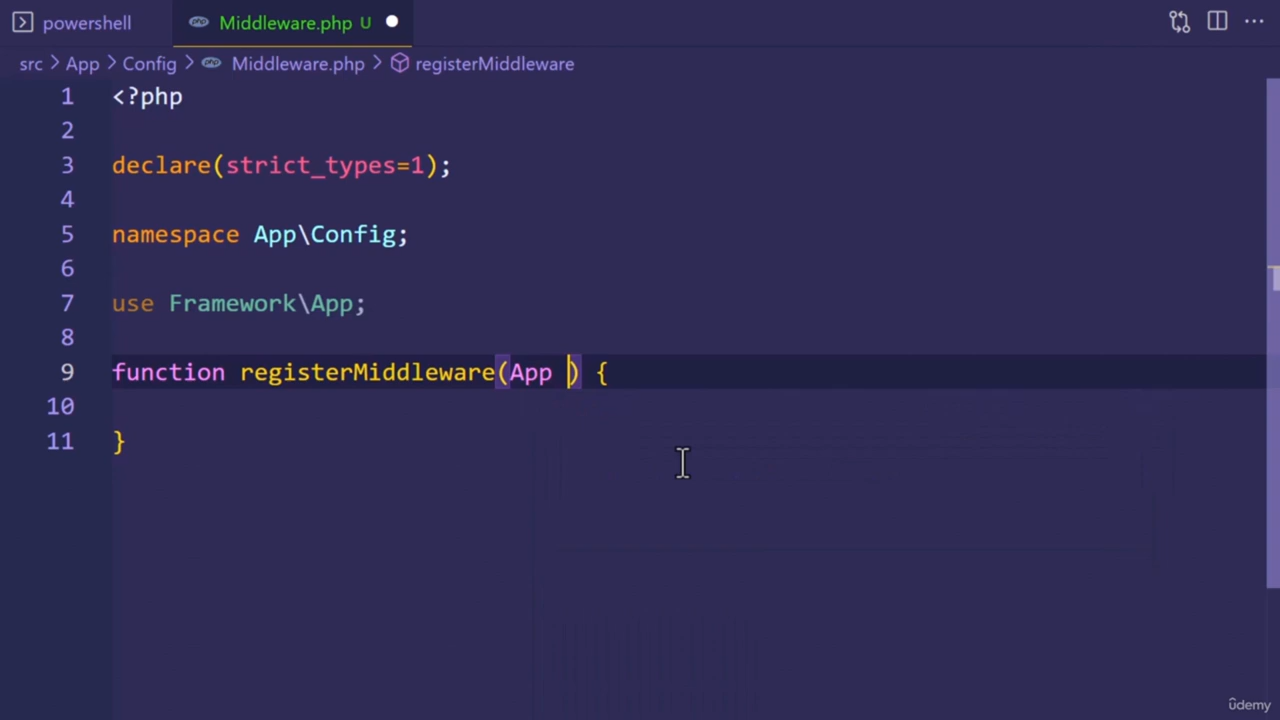 powershell
Middleware.php U
src > App > Config > Middleware.php > registerMiddleware
1 <?php
2
3 declare(strict_types=1);
4
5 namespace App\Config;
6
7 use Framework\App;
8
9 function registerMiddleware(App ) {
10
11 }
ûdemy